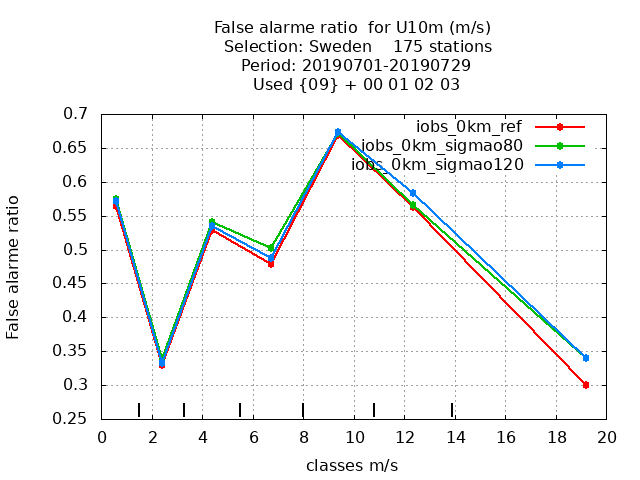 False alarme ratio  for U10m (m/s)
Selection: Sweden    175 stations
Period: 20190701-20190729
Used {09} + 00 01 02 03
iobs_0km_ref
iobs_0km_sigmao80
iobs_0km_sigmao120
False alarme ratio
0.7
0.65
0.6
0.55
0.5
0.45
0.4
0.35
0.3
0.25
0 2 4 6 8 10 12 14 16 18 20
classes m/s